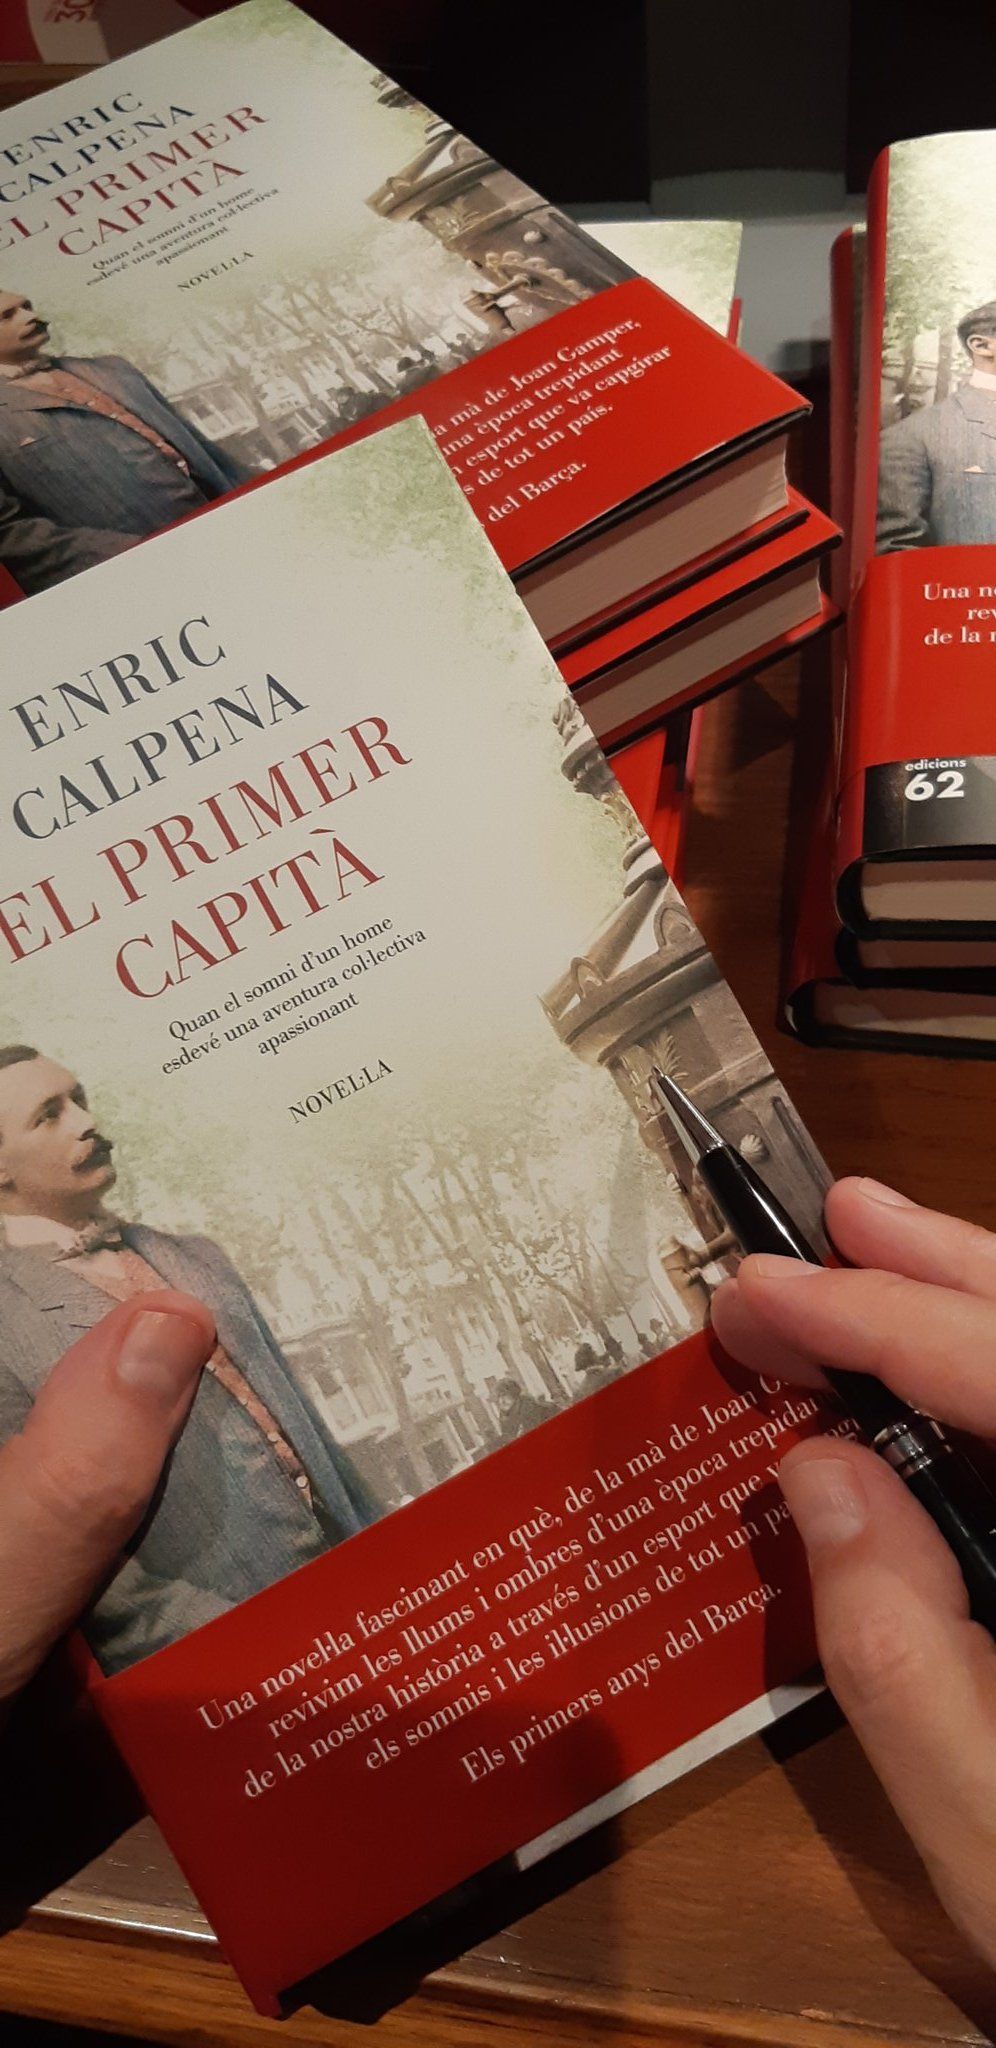 30
ENRIC
CALPENA
EL PRIMER
CAPITÀ
Quan el somni d'un home
esdevé una aventura col·lectiva
apassionant
NOVEL·LA
mà de Joan Gamper,
època trepidant
esport que va capgirar
s de tot un país.
del Barça.
ENRIC
CALPENA
EL PRIMER
CAPITÀ
Quan el somni d'un home
esdevé una aventura col·lectiva
apassionant
NOVEL·LA
Una novel·la fascinant en què, de la mà de Joan
revivim les llums i ombres d'una època trepidan
de la nostra història a través d'un esport que
els somnis i les il·lusions de tot un
Els primers anys del Barça.
Una
rev
de la
edicions
62